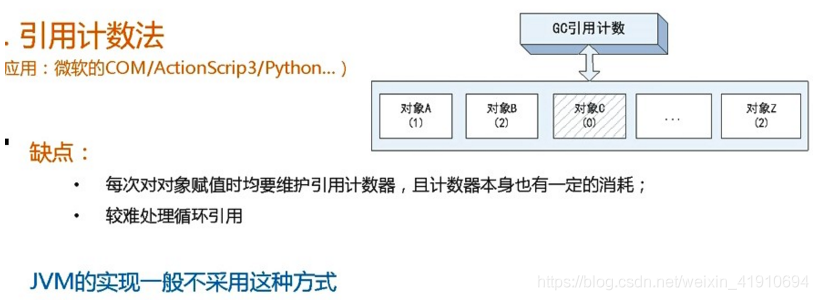 . 引用计数法
应用：微软的COM/ActionScrip3/Python...）
GC引用计数
对象A
(1)
对象B
(2)
对象C
(0)
...
对象Z
(2)
缺点：
• 每次对对象赋值时均要维护引用计数器，且计数器本身也有一定的消耗；
• 较难处理循环引用
JVM的实现一般不采用这种方式
https://blog.csdn.net/weixin_41910694